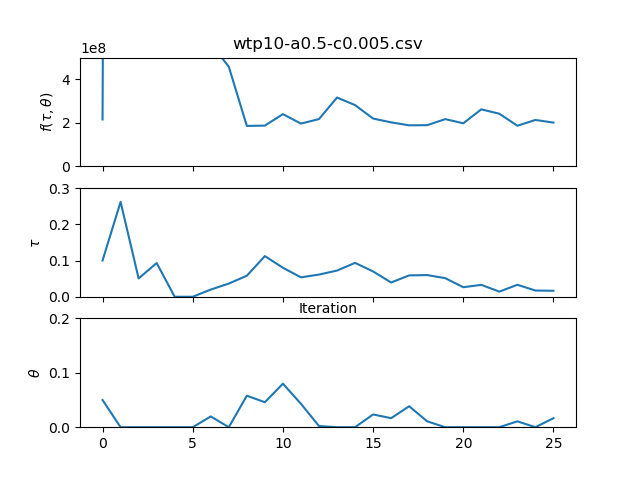 wtp10-a0.5-c0.005.csv
1e8
f(τ, θ)
4
2
0
τ
0.3
0.2
0.1
0.0
Iteration
θ
0.2
0.1
0.0
0 5 10 15 20 25